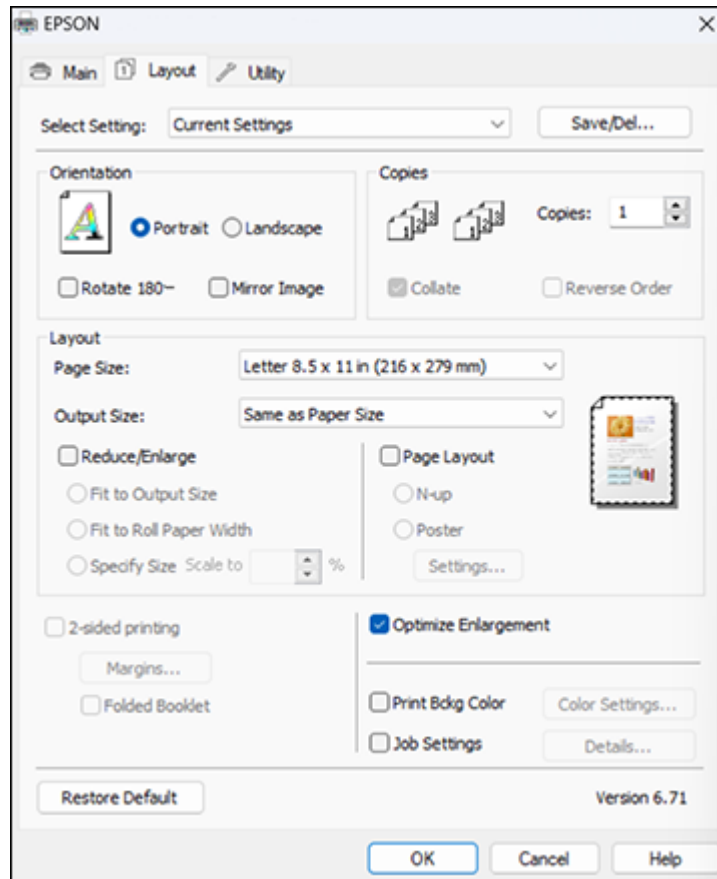 EPSON
Main Layout Utility
Select Setting: Current Settings Save/Del...
Orientation
Portrait Landscape
Rotate 180~ Mirror Image
Copies
Copies: 1
Collate Reverse Order
Layout
Page Size: Letter 8.5 x 11 in (216 x 279 mm)
Output Size: Same as Paper Size
Reduce/Enlarge
Fit to Output Size
Fit to Roll Paper Width
Specify Size Scale to %
Page Layout
N-up
Poster
Settings...
2-sided printing
Margins...
Folded Booklet
Optimize Enlargement
Print Bckg Color Color Settings...
Job Settings Details...
Restore Default Version 6.71
OK Cancel Help